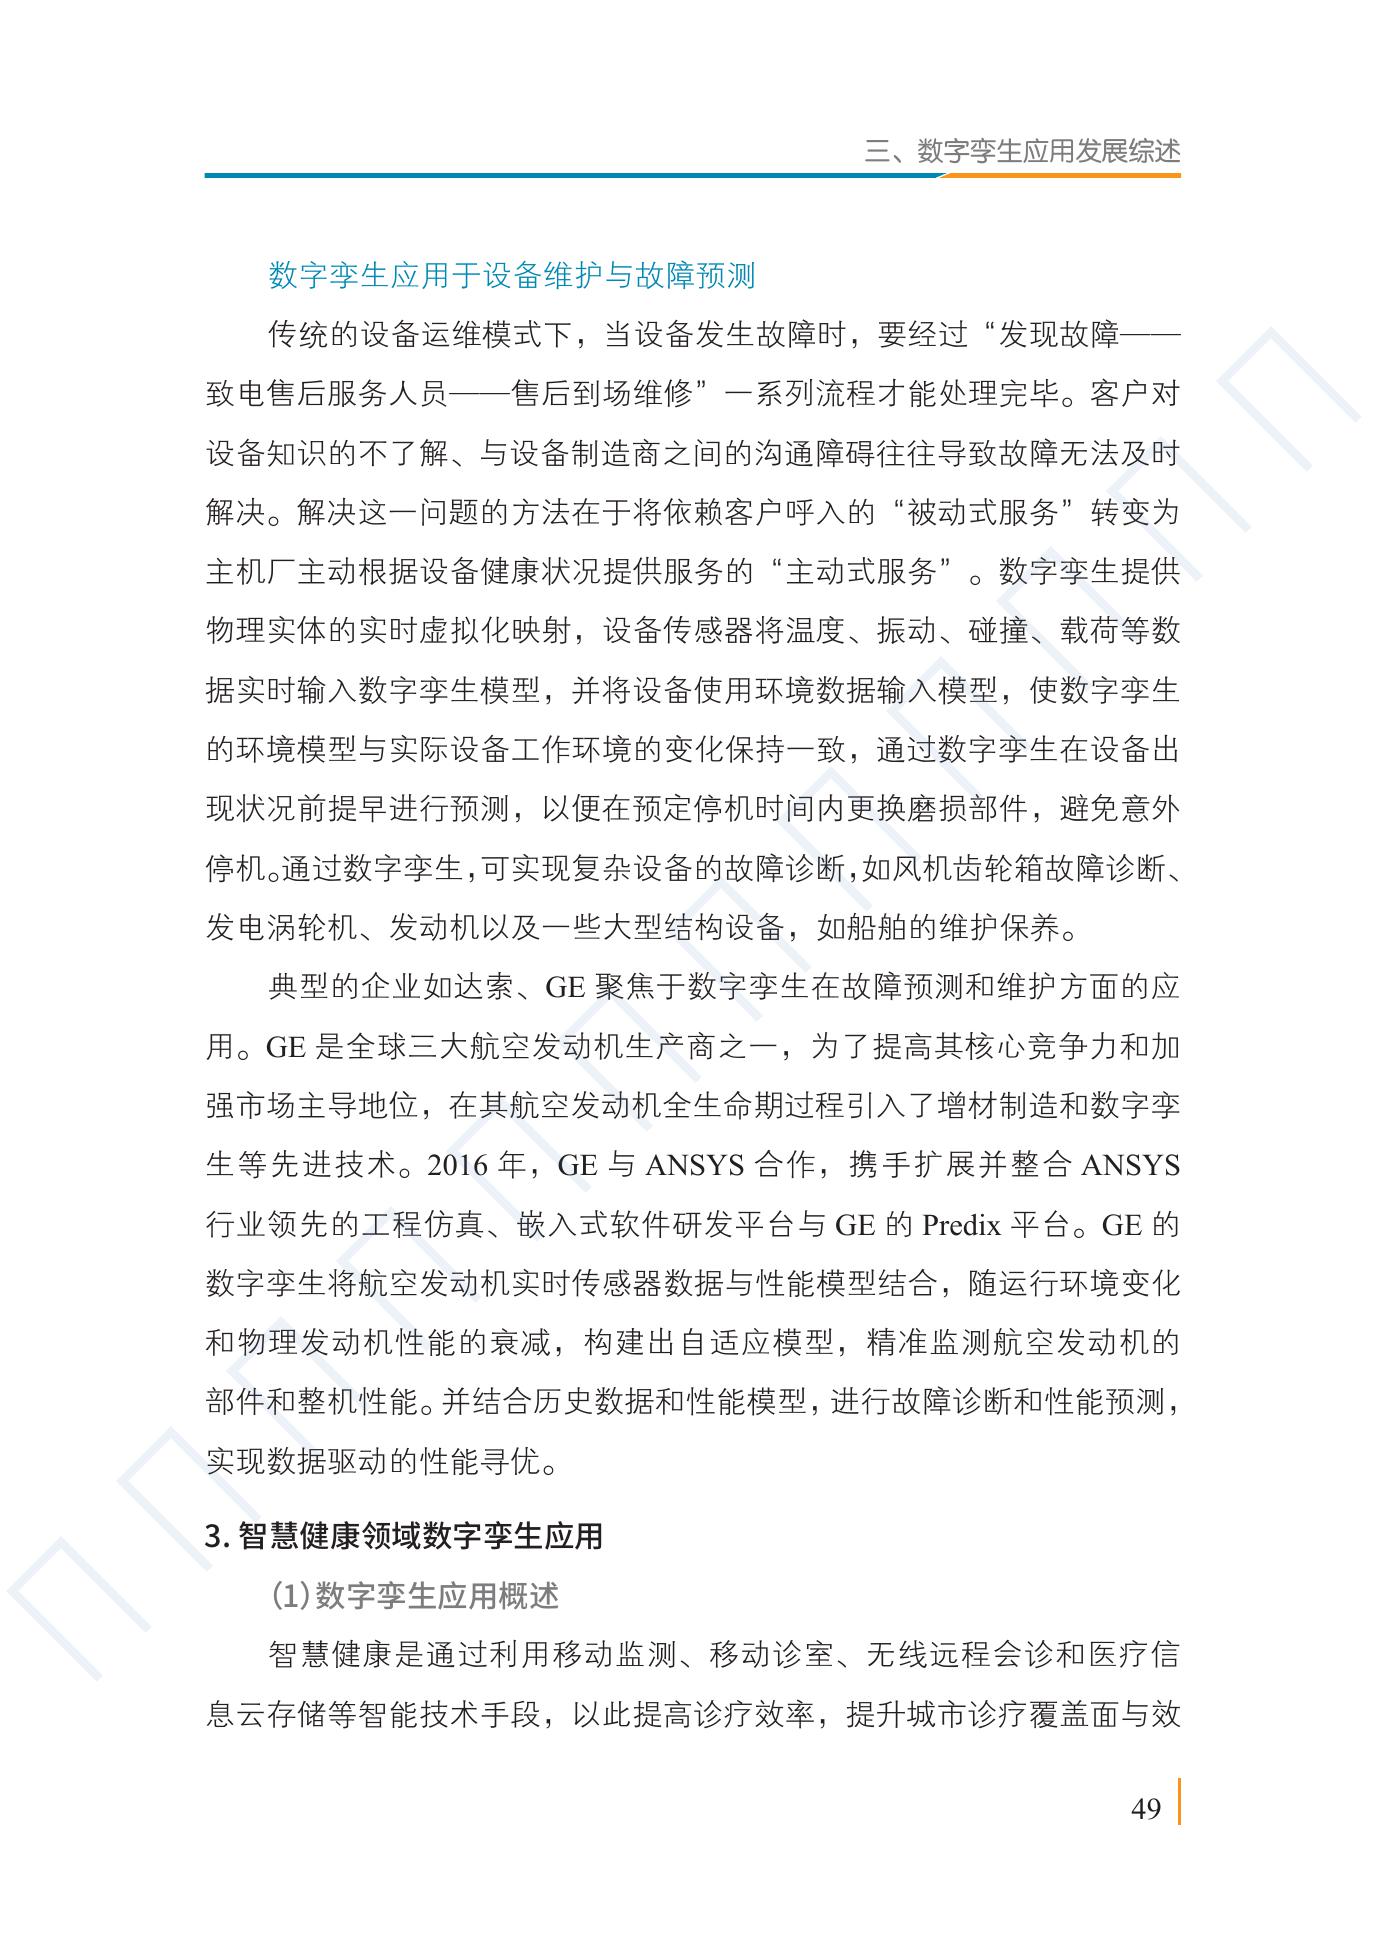 三、数字孪生应用发展综述
数字孪生应用于设备维护与故障预测
传统的设备运维模式下，当设备发生故障时，要经过“发现故障——
致电售后服务人员——售后到场维修”一系列流程才能处理完毕。客户对
设备知识的不了解、与设备制造商之间的沟通障碍往往导致故障无法及时
解决。解决这一问题的方法在于将依赖客户呼入的“被动式服务”转变为
主机厂主动根据设备健康状况提供服务的“主动式服务”。数字孪生提供
物理实体的实时虚拟化映射，设备传感器将温度、振动、碰撞、载荷等数
据实时输入数字孪生模型，并将设备使用环境数据输入模型，使数字孪生
的环境模型与实际设备工作环境的变化保持一致，通过数字孪生在设备出
现状况前提早进行预测，以便在预定停机时间内更换磨损部件，避免意外
停机。通过数字孪生，可实现复杂设备的故障诊断，如风机齿轮箱故障诊断、
发电涡轮机、发动机以及一些大型结构设备，如船舶的维护保养。
典型的企业如达索、GE 聚焦于数字孪生在故障预测和维护方面的应
用。GE 是全球三大航空发动机生产商之一，为了提高其核心竞争力和加
强市场主导地位，在其航空发动机全生命期过程引入了增材制造和数字孪
生等先进技术。2016 年，GE 与 ANSYS 合作，携手扩展并整合 ANSYS
行业领先的工程仿真、嵌入式软件研发平台与 GE 的 Predix 平台。GE 的
数字孪生将航空发动机实时传感器数据与性能模型结合，随运行环境变化
和物理发动机性能的衰减，构建出自适应模型，精准监测航空发动机的
部件和整机性能。并结合历史数据和性能模型，进行故障诊断和性能预测，
实现数据驱动的性能寻优。
3. 智慧健康领域数字孪生应用
（1）数字孪生应用概述
智慧健康是通过利用移动监测、移动诊室、无线远程会诊和医疗信
息云存储等智能技术手段，以此提高诊疗效率，提升城市诊疗覆盖面与效
49